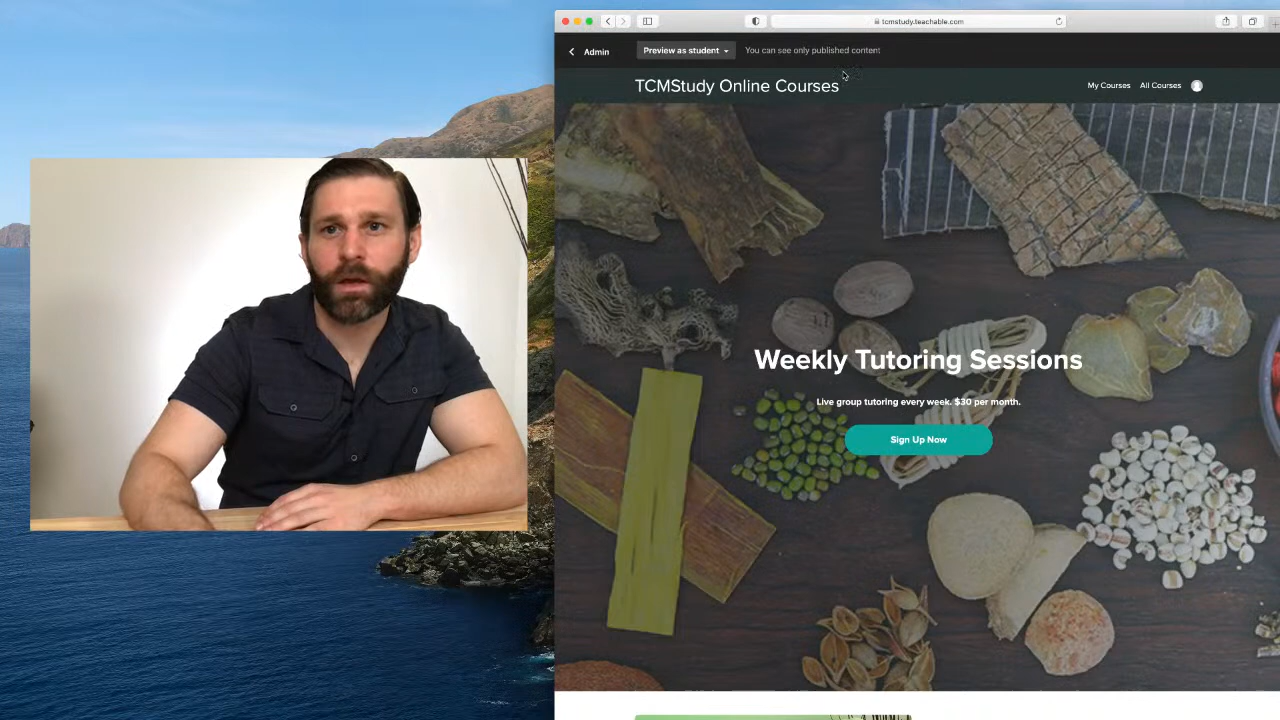 tcmstudy.teachable.com
Admin
Preview as student
You can see only published content
TCMStudy Online Courses
My Courses
All Courses
Weekly Tutoring Sessions
Live group tutoring every week. $30 per month.
Sign Up Now